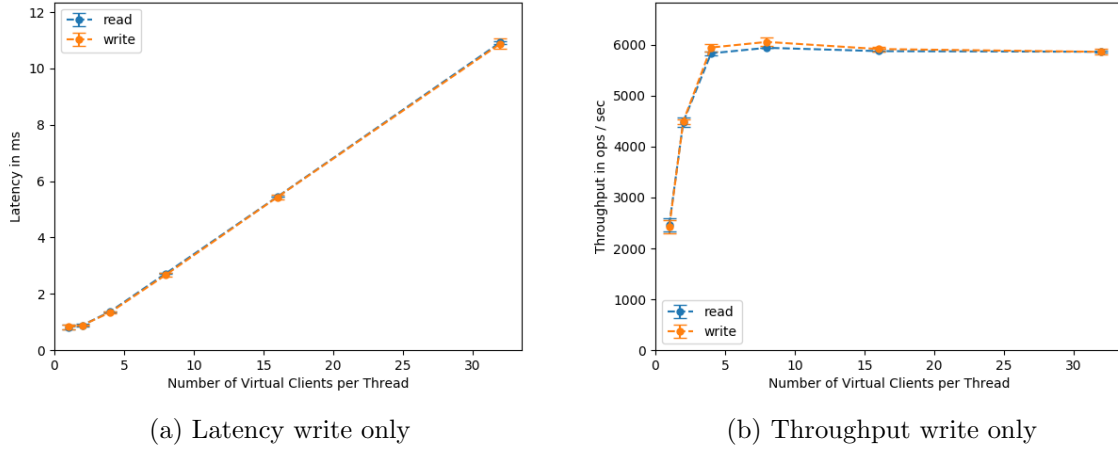 12
10
8
6
4
2
0
Latency in ms
read
write
0 5 10 15 20 25 30
Number of Virtual Clients per Thread
(a) Latency write only
6000
5000
4000
3000
2000
1000
0
Throughput in ops / sec
read
write
0 5 10 15 20 25 30
Number of Virtual Clients per Thread
(b) Throughput write only